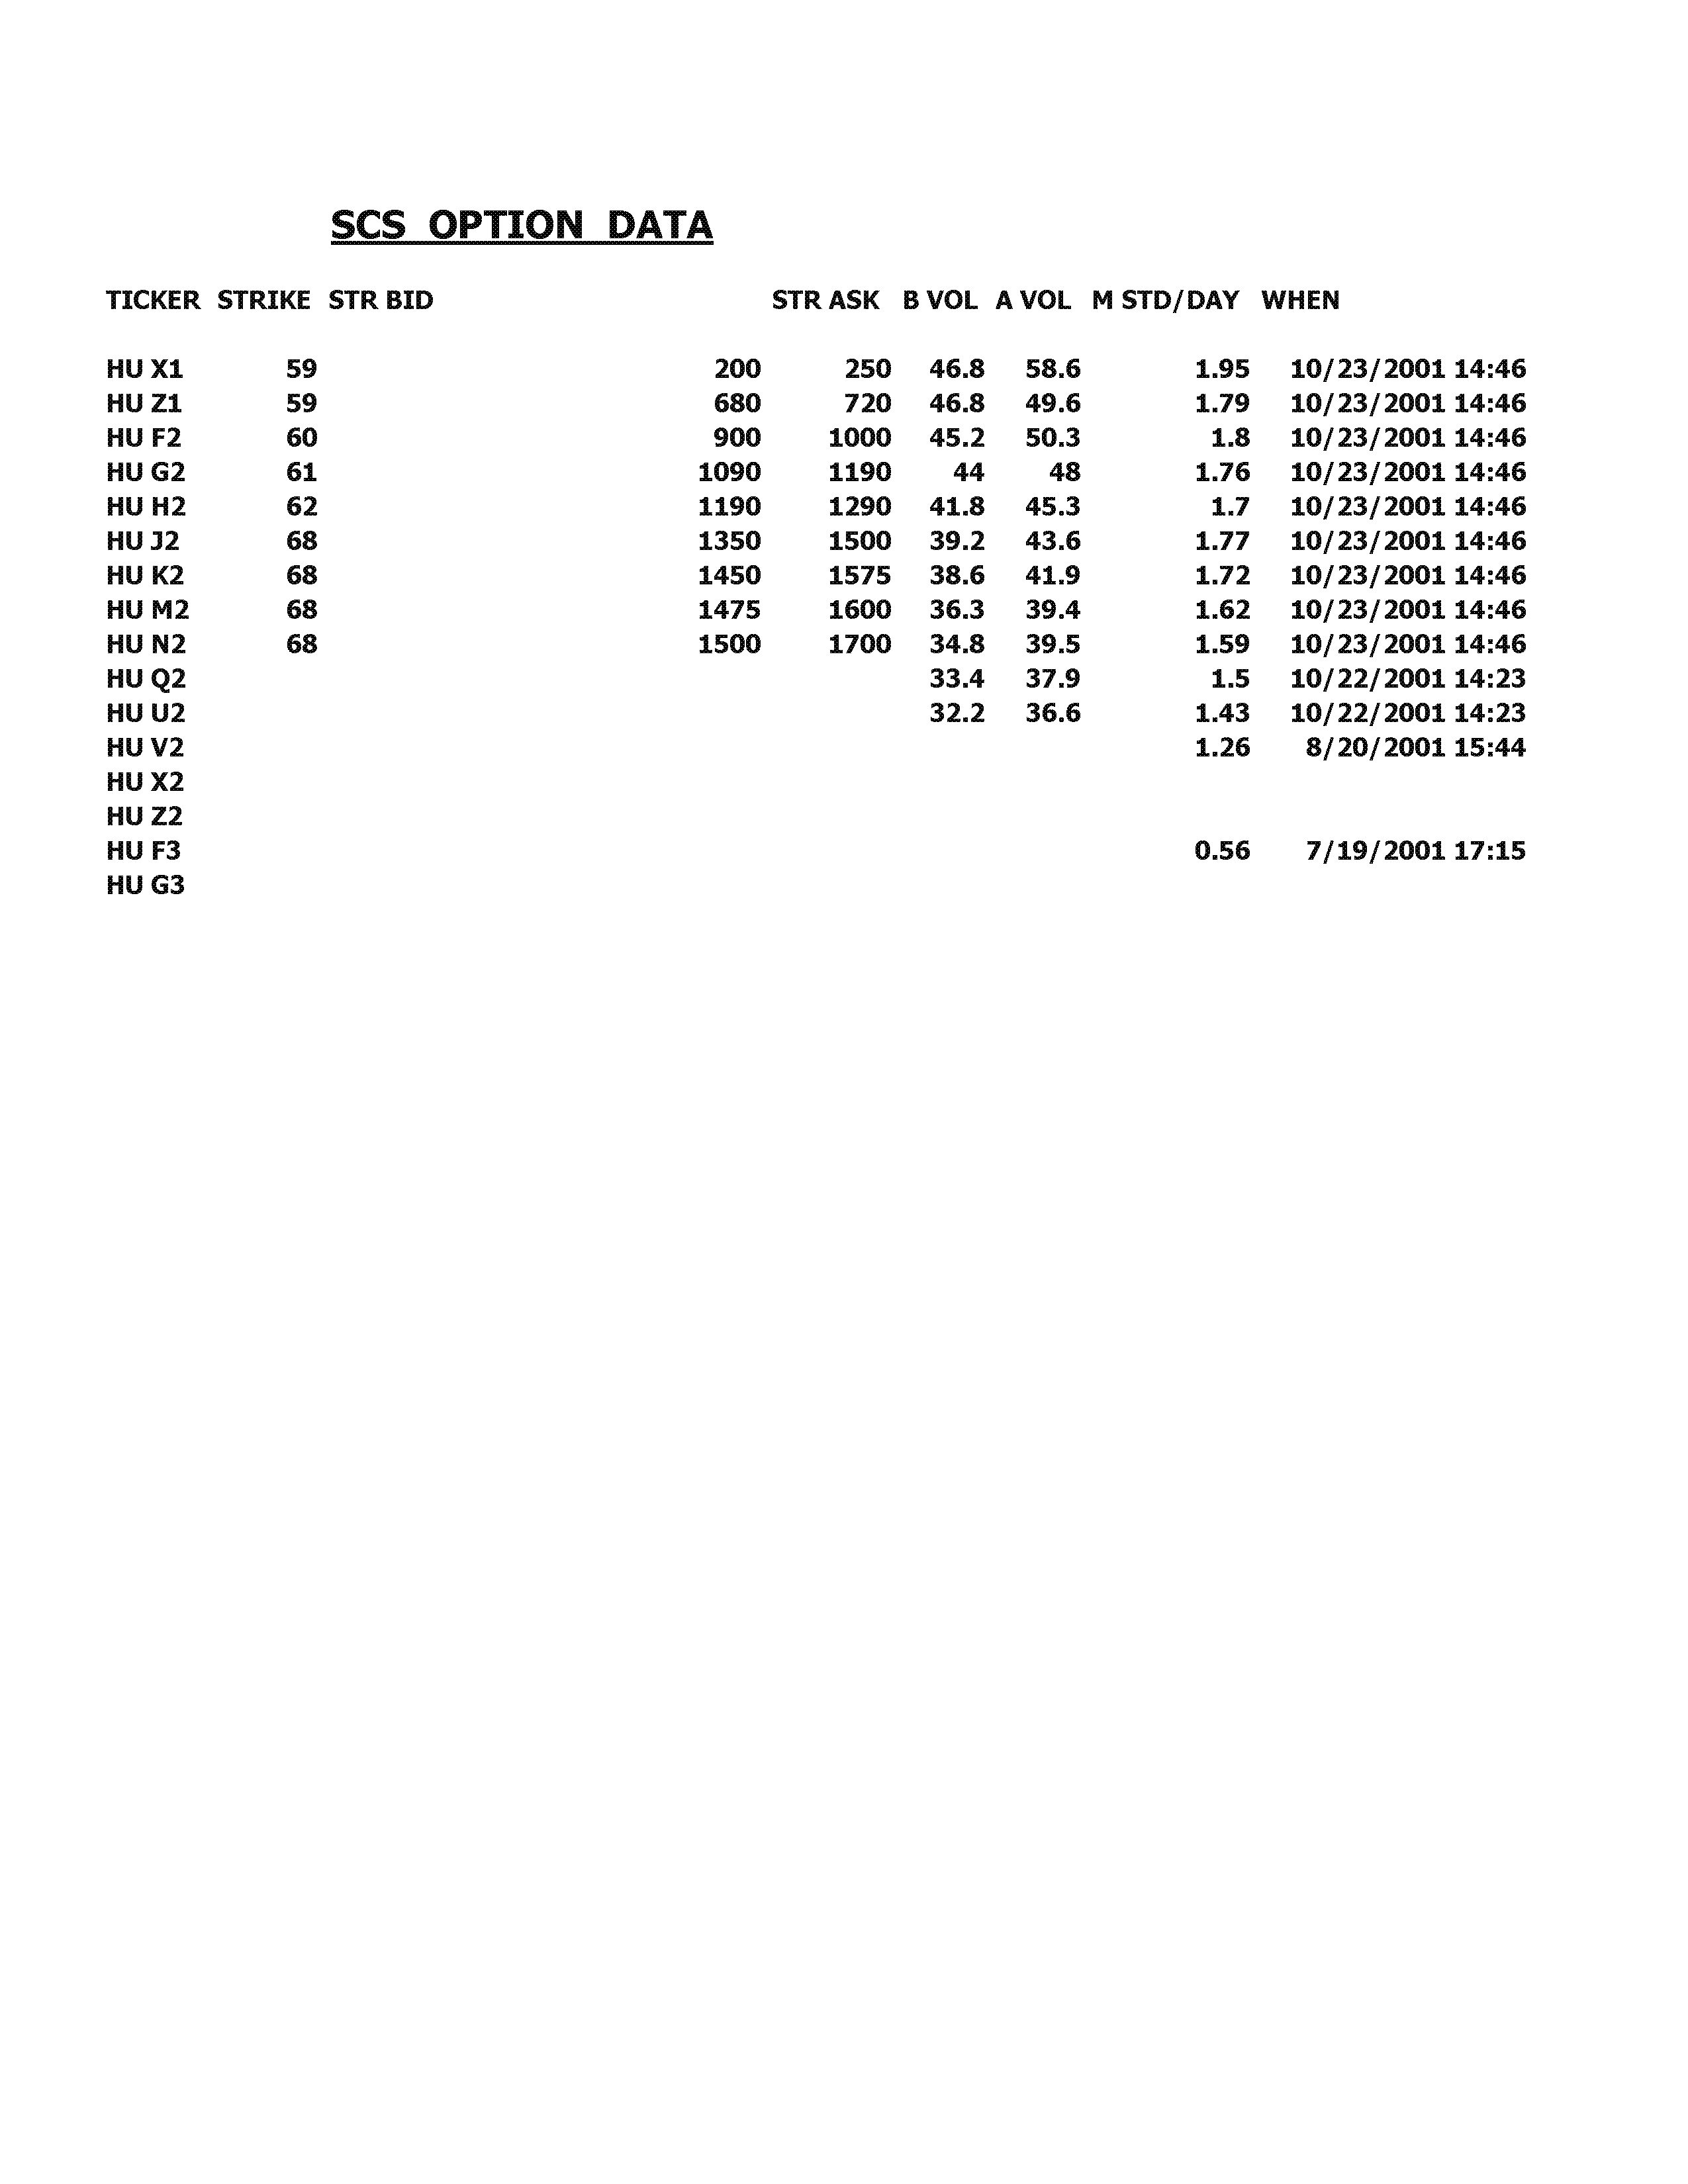 SCS OPTION DATA
TICKER STRIKE STR BID STR ASK B VOL A VOL M STD/DAY WHEN
HU X1 59 200 250 46.8 58.6 1.95 10/23/2001 14:46
HU Z1 59 680 720 46.8 49.6 1.79 10/23/2001 14:46
HU F2 60 900 1000 45.2 50.3 1.8 10/23/2001 14:46
HU G2 61 1090 1190 44 48 1.76 10/23/2001 14:46
HU H2 62 1190 1290 41.8 45.3 1.7 10/23/2001 14:46
HU J2 68 1350 1500 39.2 43.6 1.77 10/23/2001 14:46
HU K2 68 1450 1575 38.6 41.9 1.72 10/23/2001 14:46
HU M2 68 1475 1600 36.3 39.4 1.62 10/23/2001 14:46
HU N2 68 1500 1700 34.8 39.5 1.59 10/23/2001 14:46
HU Q2 33.4 37.9 1.5 10/22/2001 14:23
HU U2 32.2 36.6 1.43 10/22/2001 14:23
HU V2 1.26 8/20/2001 15:44
HU X2
HU Z2
HU F3 0.56 7/19/2001 17:15
HU G3